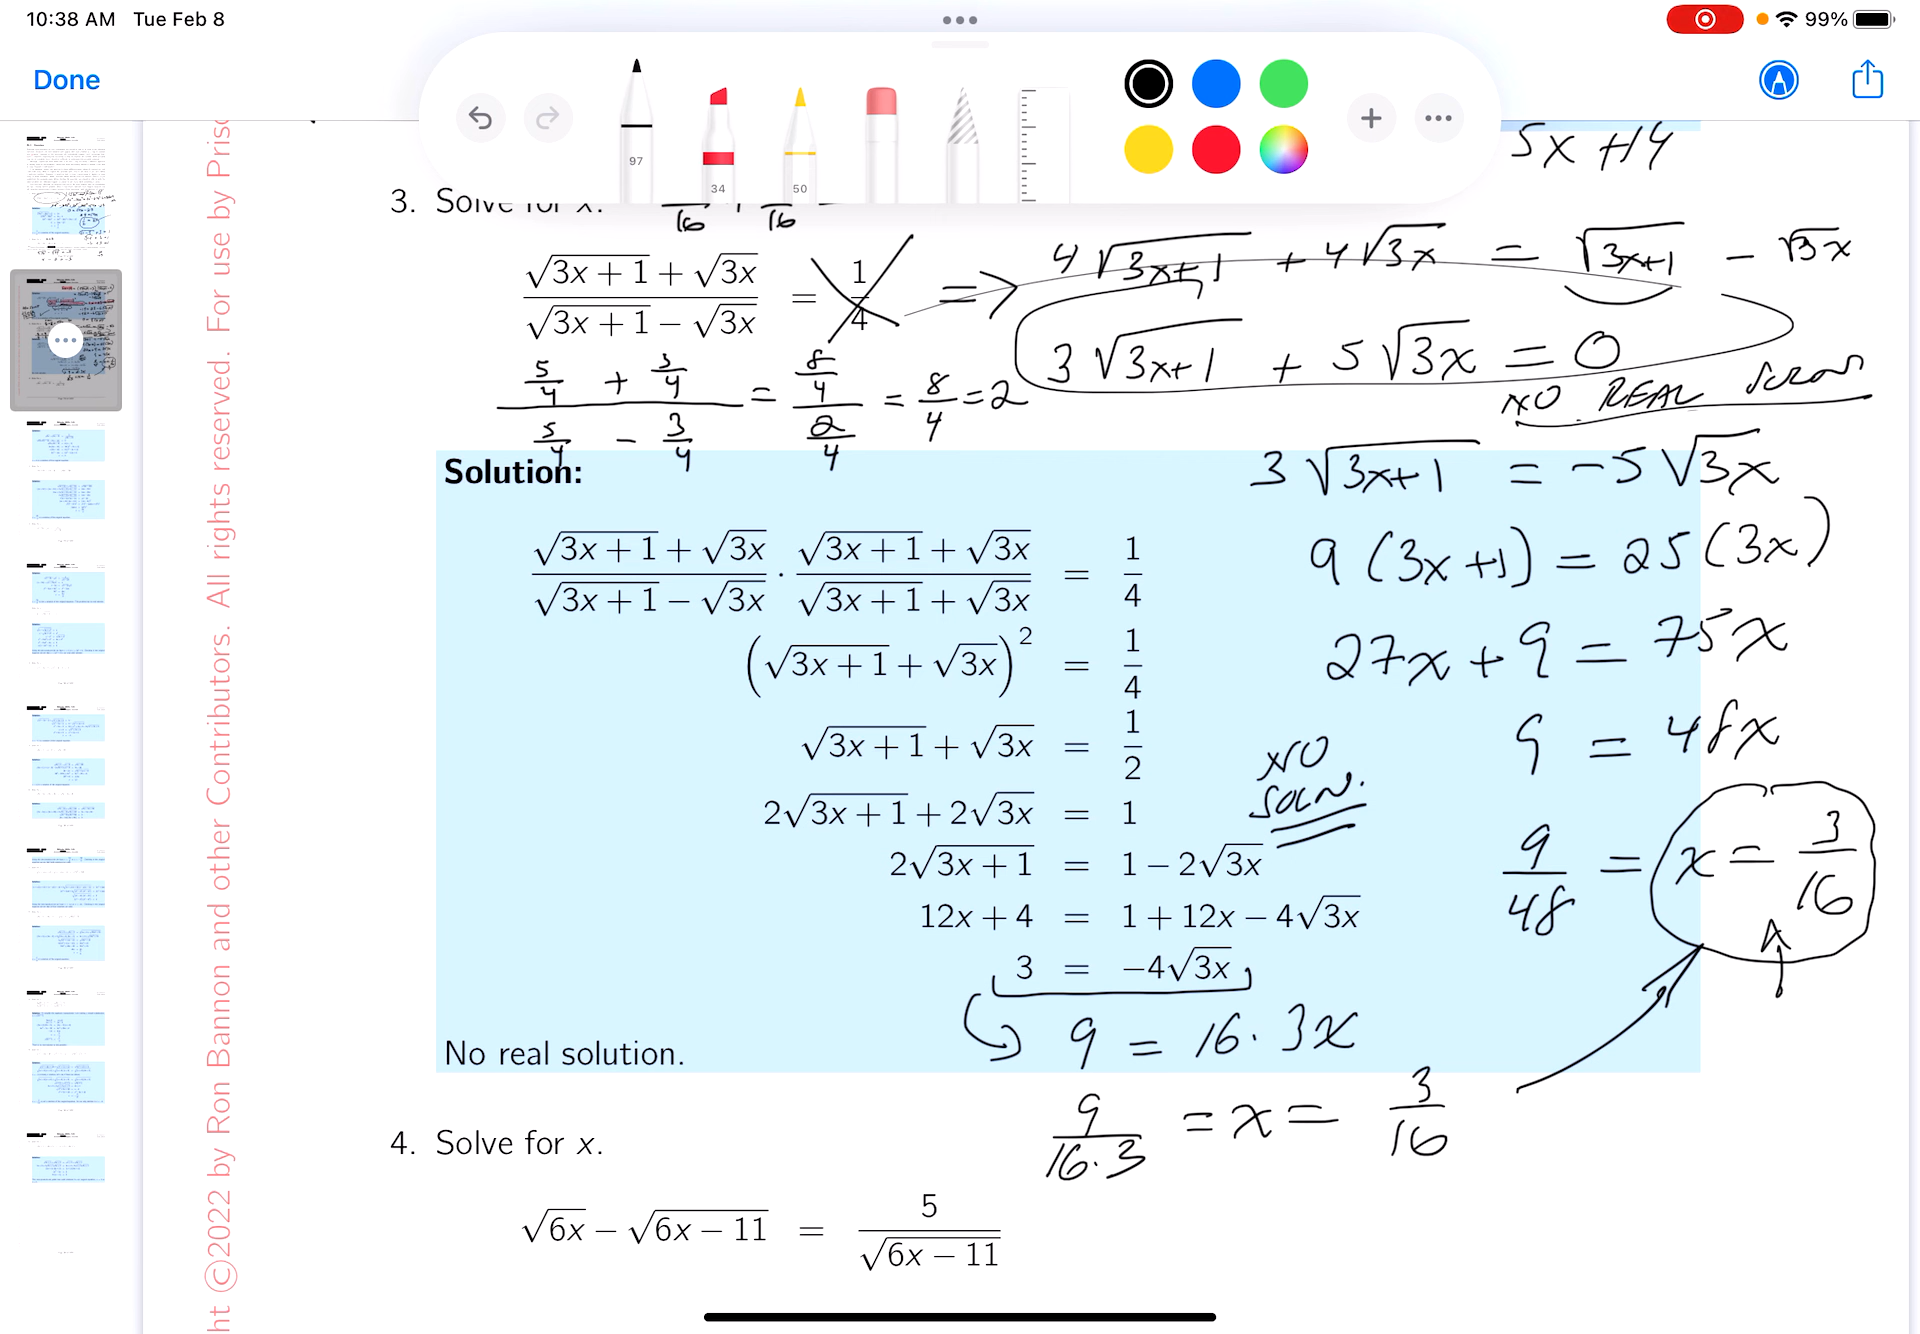 10:38 AM Tue Feb 8
99%
Done
97
34
50
5x + 14
3. Solve for x.
16 + 16
√(3x + 1) + √(3x) / √(3x + 1) − √(3x) = 1/4
=> 4√(3x+1) + 4√(3x) = √(3x+1) − √(3x)
3√(3x+1) + 5√(3x) = 0
NO REAL
5/4 + 3/4 / 5/4 − 3/4 = 8/4 / 2/4 = 8/4 = 2
Solution:
3√(3x+1) = −5√(3x)
√(3x + 1) + √(3x) / √(3x + 1) − √(3x) · √(3x + 1) + √(3x) / √(3x + 1) + √(3x) = 1/4
9(3x+1) = 25(3x)
(√(3x + 1) + √(3x))² = 1/4
27x + 9 = 75x
√(3x + 1) + √(3x) = 1/2
9 = 48x
NO
SOLN.
2√(3x + 1) + 2√(3x) = 1
2√(3x + 1) = 1 − 2√(3x)
9/48 = x = 3/16
12x + 4 = 1 + 12x − 4√(3x)
3 = −4√(3x)
9 = 16·3x
No real solution.
9/16·3 = x = 3/16
4. Solve for x.
√(6x) − √(6x − 11) = 5/√(6x − 11)
ht ©2022 by Ron Bannon and other Contributors. All rights reserved. For use by Priso